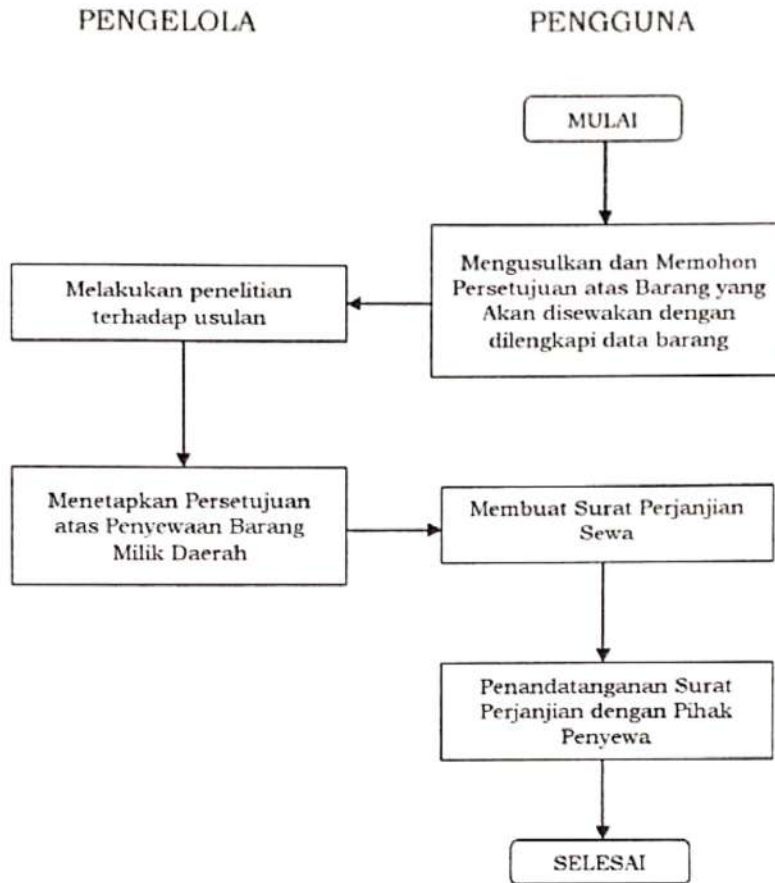 PENGELOLA
PENGGUNA
MULAI
Mengusulkan dan Memohon
Persetujuan atas Barang yang
Akan disewakan dengan
dilengkapi data barang
Melakukan penelitian
terhadap usulan
Menetapkan Persetujuan
atas Penyewaan Barang
Milik Daerah
Membuat Surat Perjanjian
Sewa
Penandatanganan Surat
Perjanjian dengan Pihak
Penyewa
SELESAI